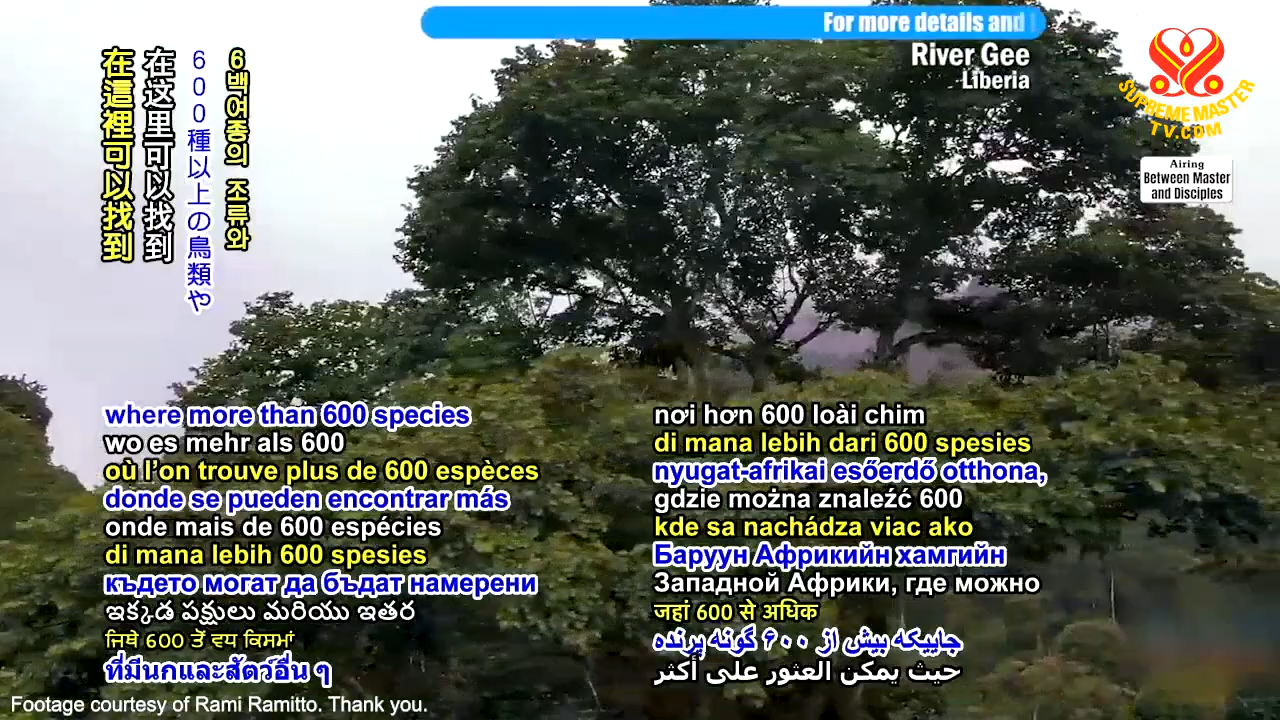 For more details and
River Gee
Liberia
SUPREME MASTER
TV.COM
Airing
Between Master
and Disciples
在這裡可以找到
在这里可以找到
600種以上の鳥類や
6백여종의 조류와
where more than 600 species
wo es mehr als 600
où l’on trouve plus de 600 espèces
donde se pueden encontrar más
onde mais de 600 espécies
di mana lebih 600 spesies
където могат да бъдат намерени
ఇక్కడ పక్షులు మరియు ఇతర
ਜਿਥੇ 600 ਤੋਂ ਵਧ ਕਿਸਮਾਂ
ที่มีนกและสัตว์อื่น ๆ
nơi hơn 600 loài chim
di mana lebih dari 600 spesies
nyugat-afrikai esőerdő otthona,
gdzie można znaleźć 600
kde sa nachádza viac ako
Баруун Африкийн хамгийн
Западной Африки, где можно
जहां 600 से अधिक
جاییکه بیش از ۶۰۰ گونه پرنده
حيث يمكن العثور على أكثر
Footage courtesy of Rami Ramitto. Thank you.